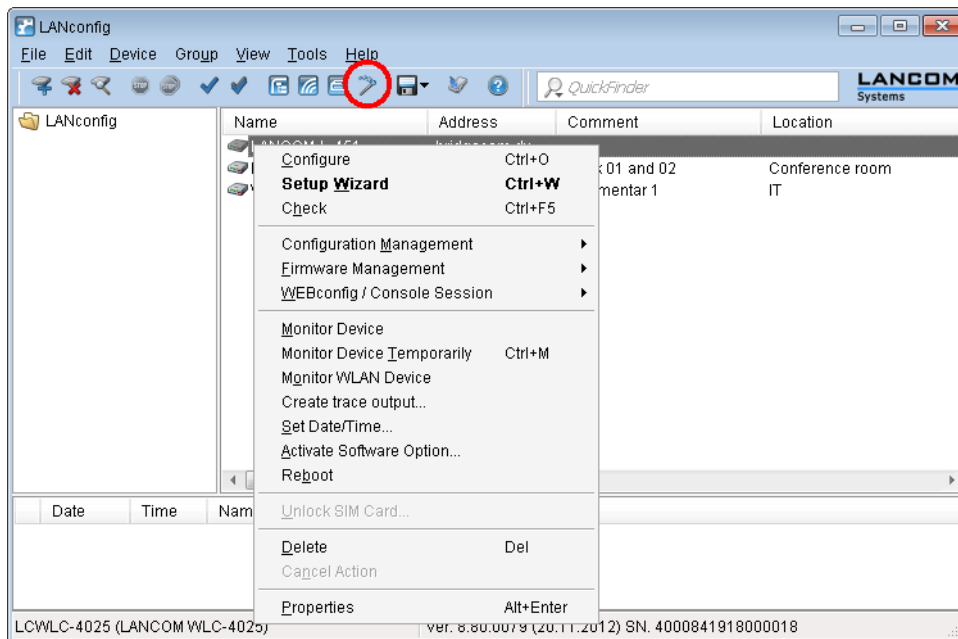 LANconfig
File Edit Device Group View Tools Help
QuickFinder
LANCOM
Systems
LANconfig
Name Address Comment Location
01 and 02 Conference room
mentar 1 IT
Configure Ctrl+O
Setup Wizard Ctrl+W
Check Ctrl+F5
Configuration Management
Firmware Management
WEBconfig / Console Session
Monitor Device
Monitor Device Temporarily Ctrl+M
Monitor WLAN Device
Create trace output...
Set Date/Time...
Activate Software Option...
Reboot
Unlock SIM Card...
Delete Del
Cancel Action
Properties Alt+Enter
Date Time Nam
LCWLC-4025 (LANCOM WLC-4025) Ver. 8.80.0079 (20.11.2012) SN. 4000841918000018